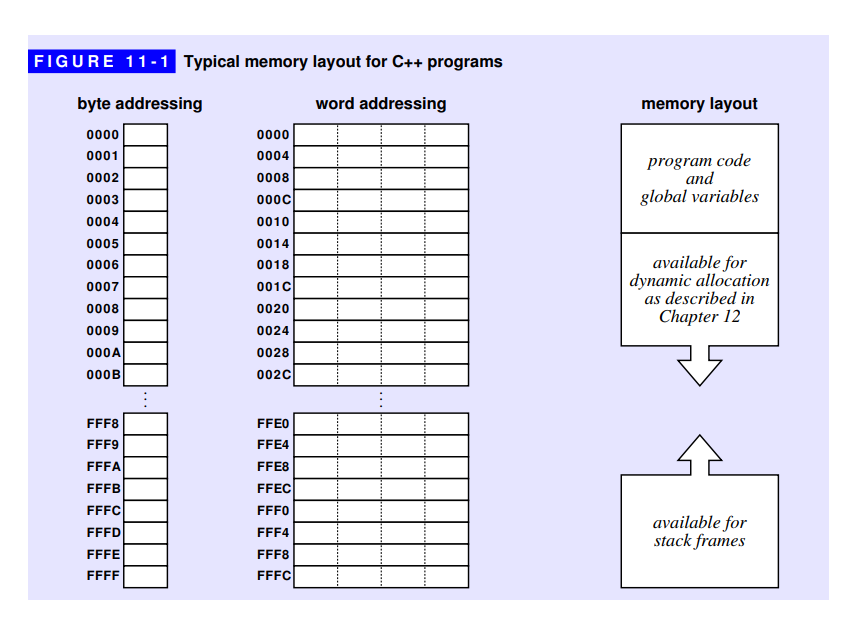 FIGURE 11-1 Typical memory layout for C++ programs
byte addressing
0000
0001
0002
0003
0004
0005
0006
0007
0008
0009
000A
000B
FFF8
FFF9
FFFA
FFFB
FFFC
FFFD
FFFE
FFFF
word addressing
0000
0004
0008
000C
0010
0014
0018
001C
0020
0024
0028
002C
FFE0
FFE4
FFE8
FFEC
FFF0
FFF4
FFF8
FFFC
memory layout
program code
and
global variables
available for
dynamic allocation
as described in
Chapter 12
available for
stack frames